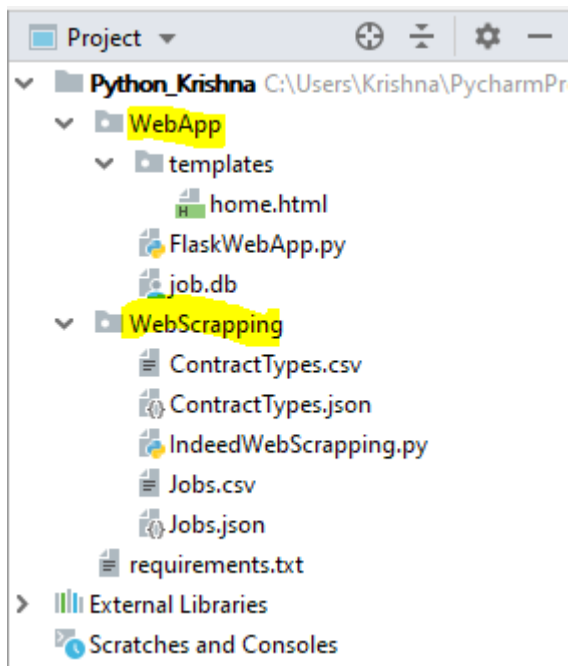 Project
Python_Krishna C:\Users\Krishna\PycharmPr
WebApp
templates
home.html
FlaskWebApp.py
job.db
WebScrapping
ContractTypes.csv
ContractTypes.json
IndeedWebScrapping.py
Jobs.csv
Jobs.json
requirements.txt
External Libraries
Scratches and Consoles